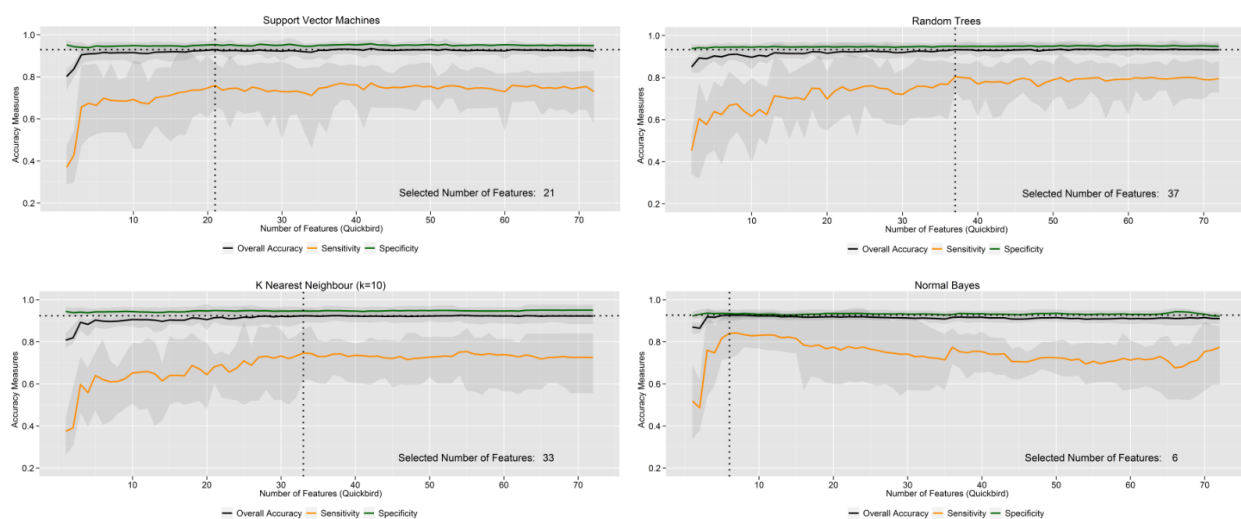 Support Vector Machines
1.0
0.8
0.6
0.4
0.2
Accuracy Measures
Selected Number of Features: 21
10 20 30 40 50 60 70
Number of Features (Quickbird)
Overall Accuracy Sensitivity Specificity
Random Trees
1.0
0.8
0.6
0.4
0.2
Accuracy Measures
Selected Number of Features: 37
10 20 30 40 50 60 70
Number of Features (Quickbird)
Overall Accuracy Sensitivity Specificity
K Nearest Neighbour (k=10)
1.0
0.8
0.6
0.4
0.2
Accuracy Measures
Selected Number of Features: 33
10 20 30 40 50 60 70
Number of Features (Quickbird)
Overall Accuracy Sensitivity Specificity
Normal Bayes
1.0
0.8
0.6
0.4
0.2
Accuracy Measures
Selected Number of Features: 6
10 20 30 40 50 60 70
Number of Features (Quickbird)
Overall Accuracy Sensitivity Specificity